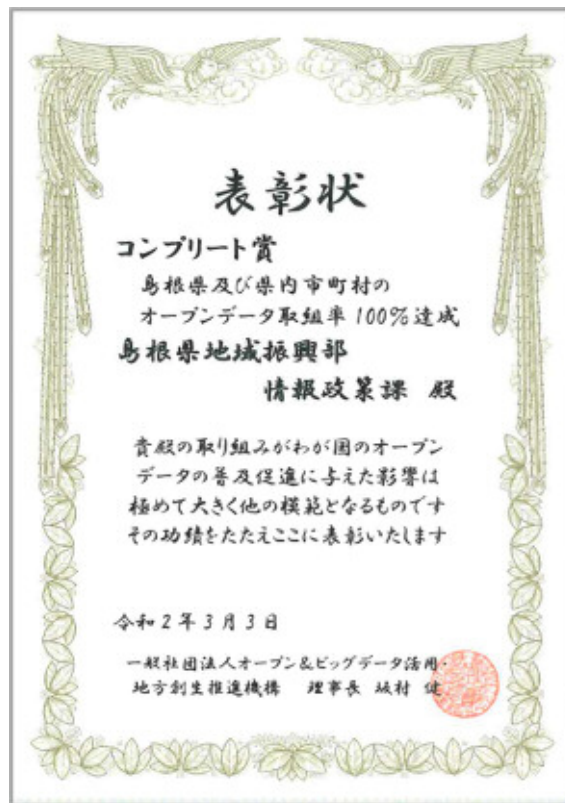 表彰状
コンプリート賞
島根県及び県内市町村の
オープンデータ取組率100%達成
島根県地域振興部
情報政策課 殿
貴殿の取り組みがわが国のオープン
データの普及促進に与えた影響は
極めて大きく他の模範となるものです
その功績をたたえここに表彰いたします
令和2年3月3日
一般社団法人オープン&ビッグデータ活用・
地方創生推進機構 理事長 坂村 健